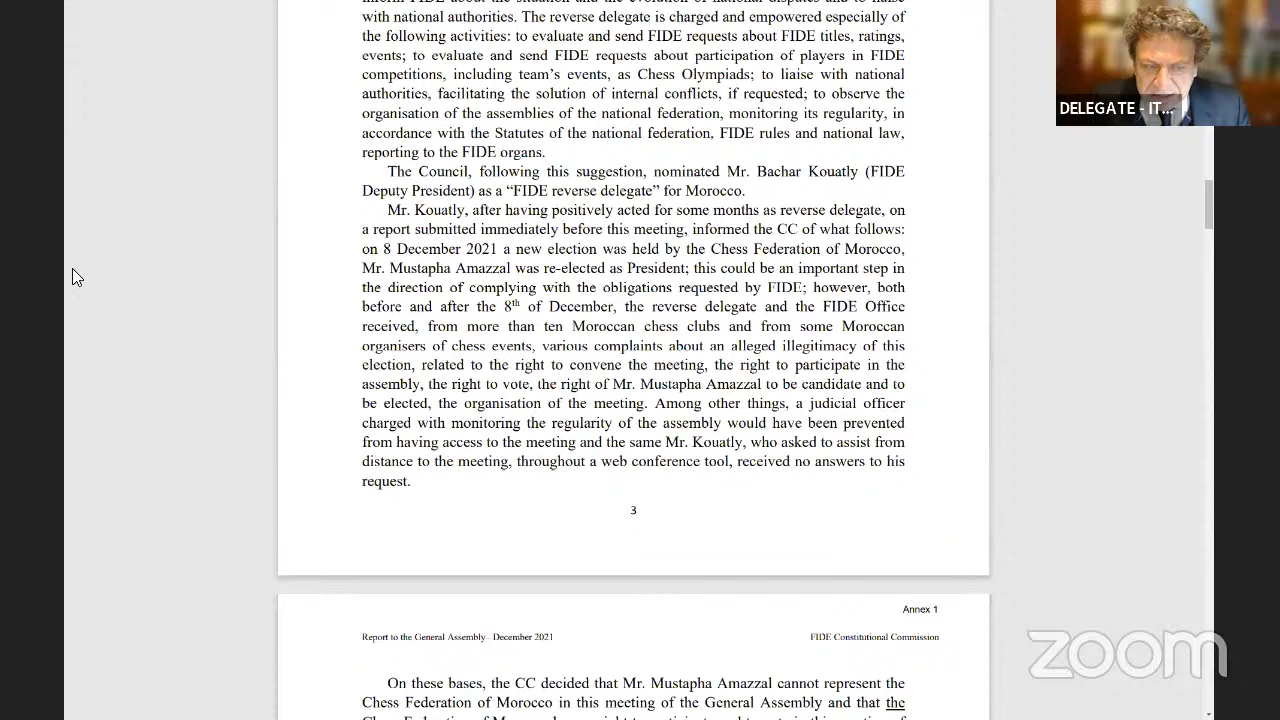 with national authorities. The reverse delegate is charged and empowered especially of
the following activities: to evaluate and send FIDE requests about FIDE titles, ratings,
events; to evaluate and send FIDE requests about participation of players in FIDE
competitions, including team’s events, as Chess Olympiads; to liaise with national
authorities, facilitating the solution of internal conflicts, if requested; to observe the
organisation of the assemblies of the national federation, monitoring its regularity, in
accordance with the Statutes of the national federation, FIDE rules and national law,
reporting to the FIDE organs.
The Council, following this suggestion, nominated Mr. Bachar Kouatly (FIDE
Deputy President) as a “FIDE reverse delegate” for Morocco.
Mr. Kouatly, after having positively acted for some months as reverse delegate, on
a report submitted immediately before this meeting, informed the CC of what follows:
on 8 December 2021 a new election was held by the Chess Federation of Morocco,
Mr. Mustapha Amazzal was re-elected as President; this could be an important step in
the direction of complying with the obligations requested by FIDE; however, both
before and after the 8th of December, the reverse delegate and the FIDE Office
received, from more than ten Moroccan chess clubs and from some Moroccan
organisers of chess events, various complaints about an alleged illegitimacy of this
election, related to the right to convene the meeting, the right to participate in the
assembly, the right to vote, the right of Mr. Mustapha Amazzal to be candidate and to
be elected, the organisation of the meeting. Among other things, a judicial officer
charged with monitoring the regularity of the assembly would have been prevented
from having access to the meeting and the same Mr. Kouatly, who asked to assist from
distance to the meeting, throughout a web conference tool, received no answers to his
request.
3
Annex 1
Report to the General Assembly - December 2021
FIDE Constitutional Commission
On these bases, the CC decided that Mr. Mustapha Amazzal cannot represent the
Chess Federation of Morocco in this meeting of the General Assembly and that the
DELEGATE - IT...
zoom